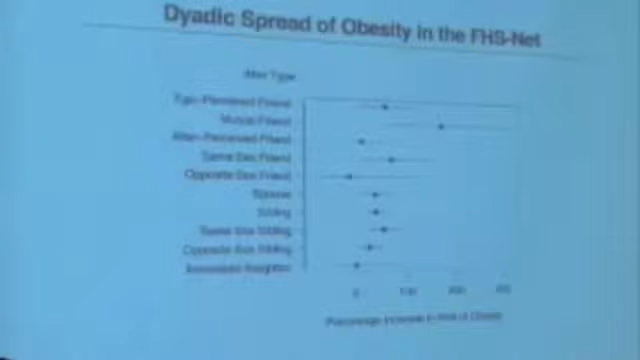 Dyadic Spread of Obesity in the FHS-Net
Alter Type
Ego-Perceived Friend
Mutual Friend
Alter-Perceived Friend
Same Sex Friend
Opposite Sex Friend
Spouse
Sibling
Same Sex Sibling
Opposite Sex Sibling
Immediate Neighbor
0 100 200 300
Percentage Increase in Risk of Obesity